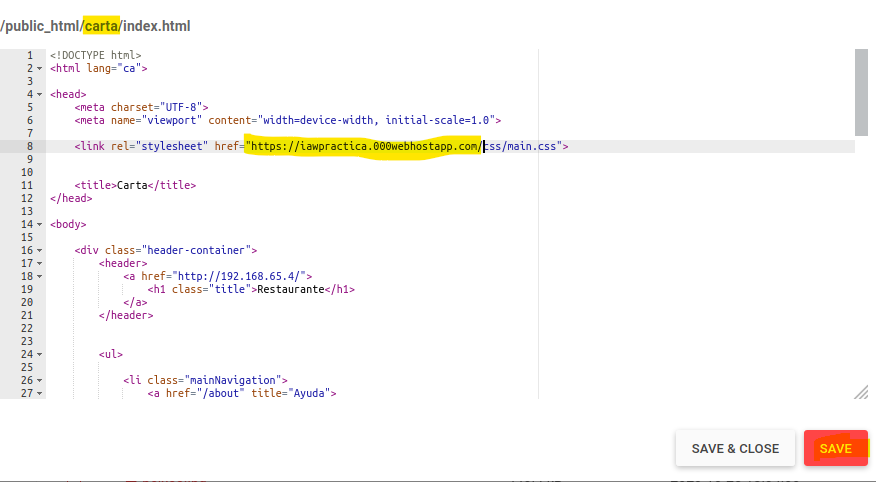 /public_html/carta/index.html
1 <!DOCTYPE html>
2 <html lang="ca">
3
4 <head>
5 <meta charset="UTF-8">
6 <meta name="viewport" content="width=device-width, initial-scale=1.0">
7
8 <link rel="stylesheet" href="https://iawpractica.000webhostapp.com/css/main.css">
9
10
11 <title>Carta</title>
12 </head>
13
14 <body>
15
16 <div class="header-container">
17 <header>
18 <a href="http://192.168.65.4/">
19 <h1 class="title">Restaurante</h1>
20 </a>
21 </header>
22
23
24 <ul>
25
26 <li class="mainNavigation">
27 <a href="/about" title="Ayuda">
SAVE & CLOSE SAVE